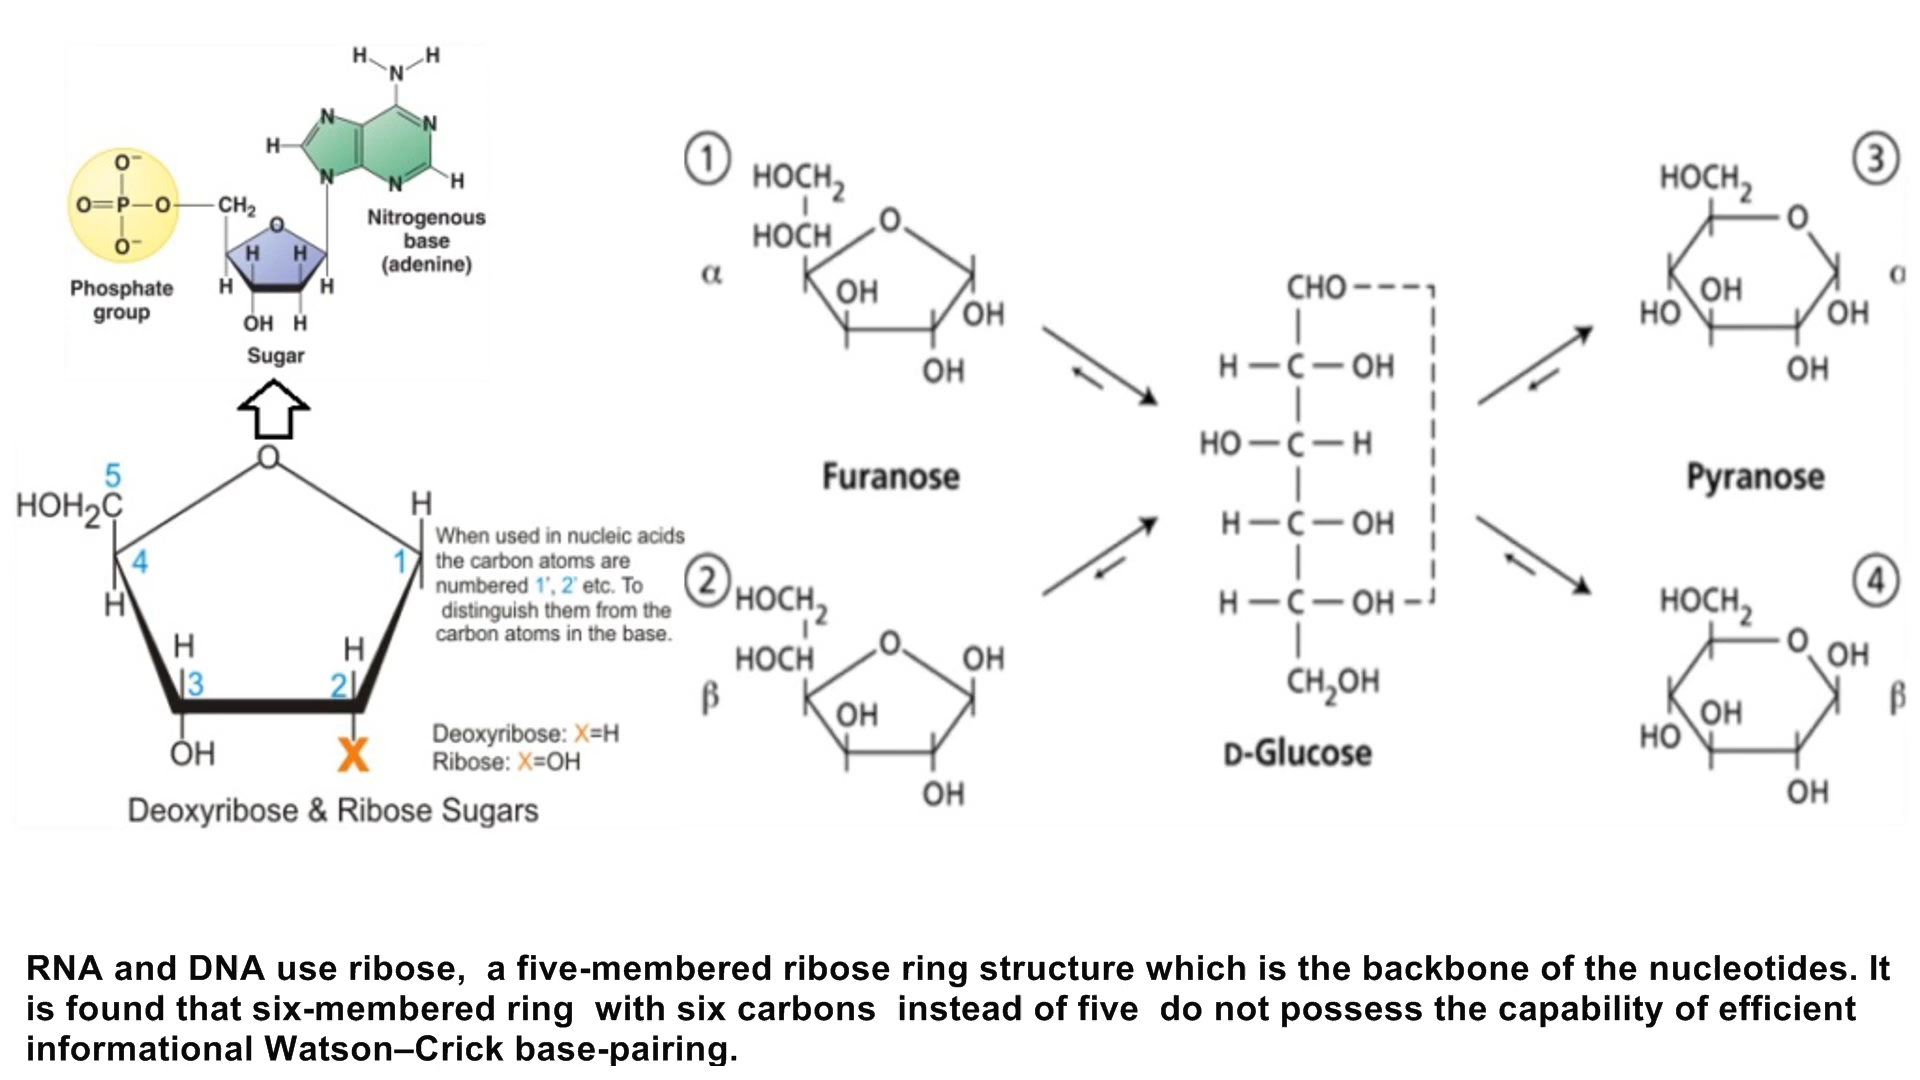 H H
N
N N
H
N N H
O⁻
O=P—O—CH₂
O⁻
O
H H
H H
OH H
Phosphate
group
Nitrogenous
base
(adenine)
Sugar
O
5
HOH₂C
H
4 1
H
H H
3 2
OH X
When used in nucleic acids
the carbon atoms are
numbered 1', 2' etc. To
distinguish them from the
carbon atoms in the base.
Deoxyribose: X=H
Ribose: X=OH
Deoxyribose & Ribose Sugars
1
HOCH₂
HOCH O
α
OH
OH
OH
Furanose
2
HOCH₂
HOCH O OH
β
OH
OH
CHO
H—C—OH
HO—C—H
H—C—OH
H—C—OH
CH₂OH
D-Glucose
3
HOCH₂
O
α
OH
HO OH
OH
Pyranose
4
HOCH₂
O OH
β
OH
HO
OH
RNA and DNA use ribose, a five-membered ribose ring structure which is the backbone of the nucleotides. It
is found that six-membered ring with six carbons instead of five do not possess the capability of efficient
informational Watson–Crick base-pairing.